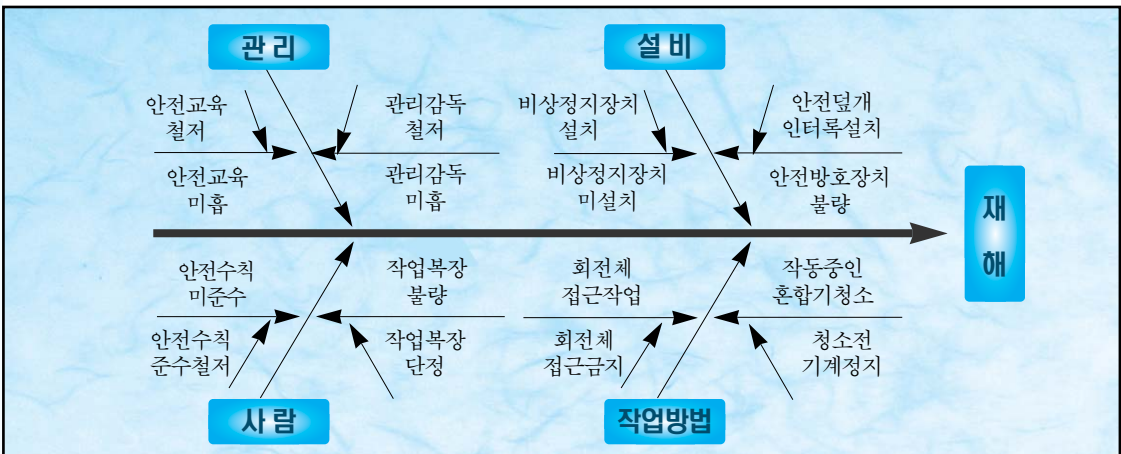 관 리
설 비
안전교육
철저
관리감독
철저
비상정지장치
설치
안전덮개
인터록설치
안전교육
미흡
관리감독
미흡
비상정지장치
미설치
안전방호장치
불량
재
해
안전수칙
미준수
작업복장
불량
회전체
접근작업
작동중인
혼합기청소
안전수칙
준수철저
작업복장
단정
회전체
접근금지
청소전
기계정지
사 람
작업방법